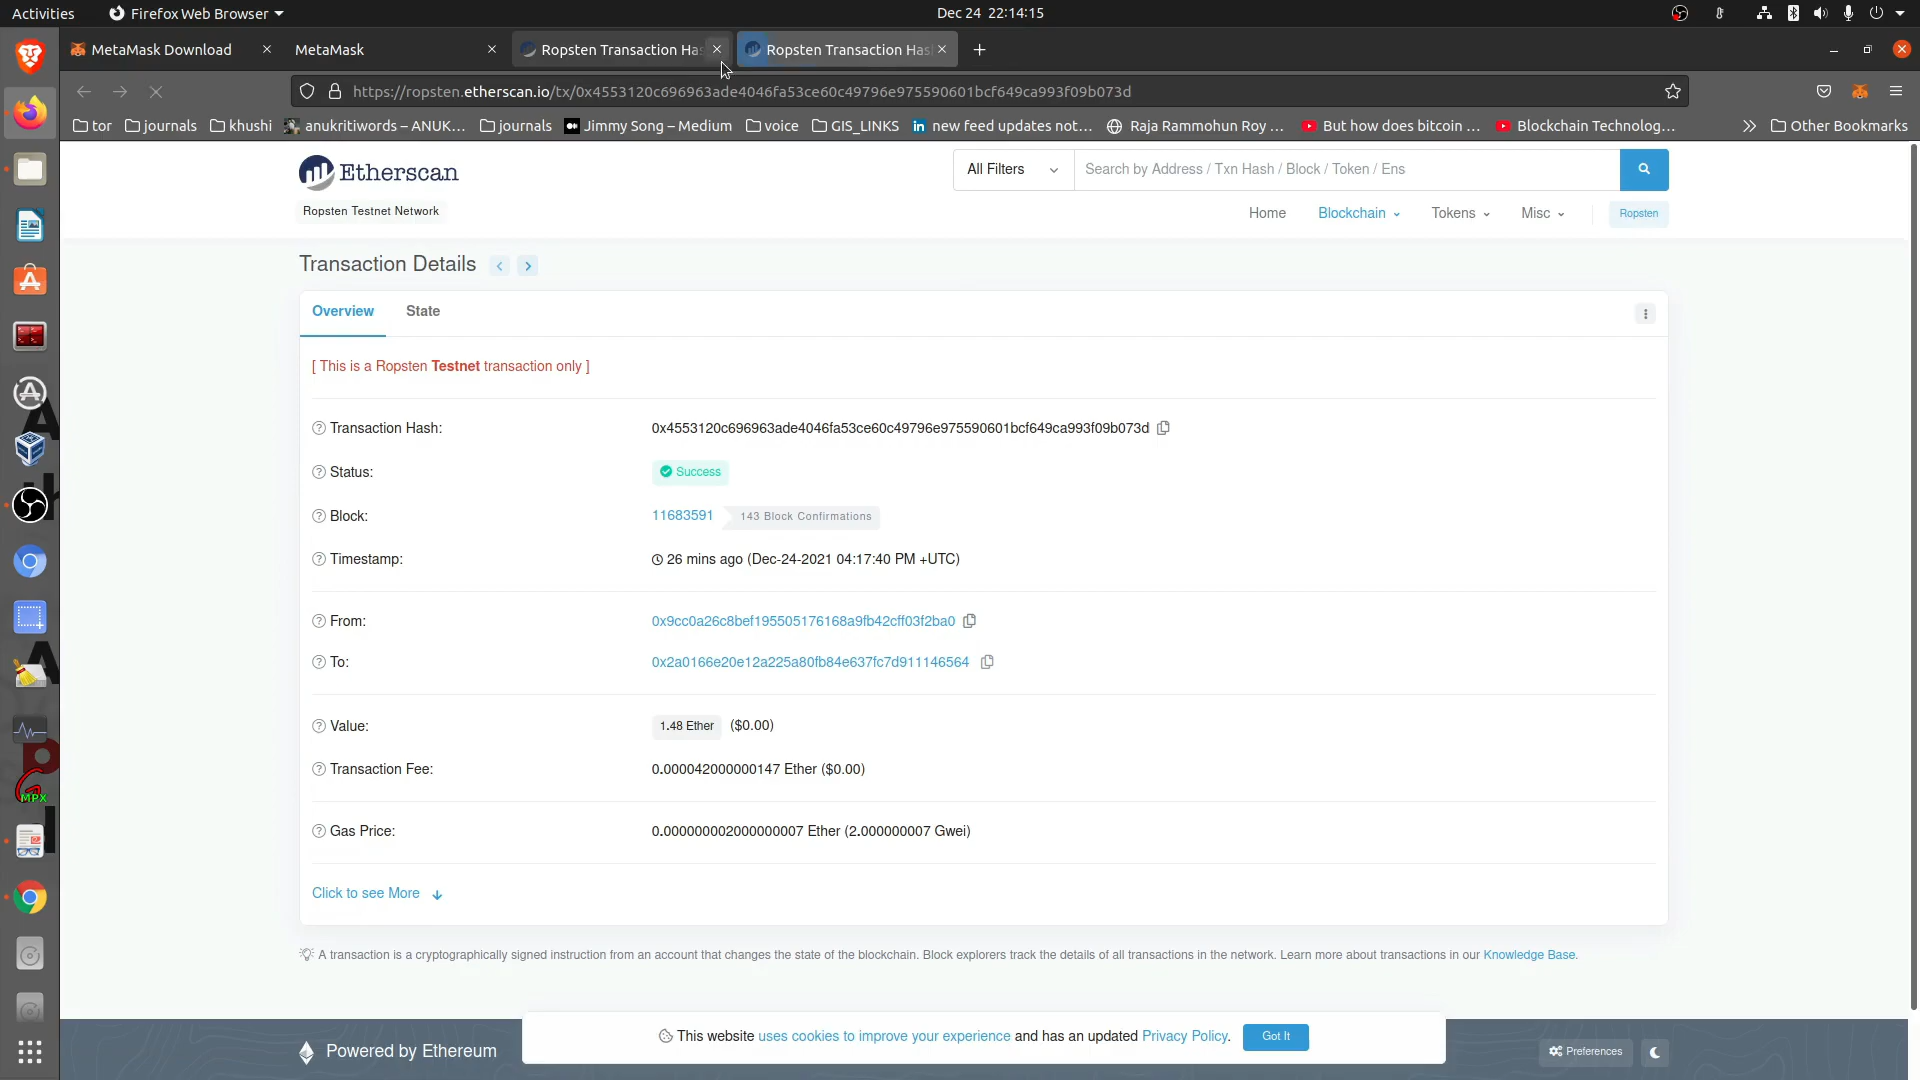 Activities
Firefox Web Browser
Dec 24 22:14:15
MetaMask Download
MetaMask
Ropsten Transaction Has
Ropsten Transaction Has
https://ropsten.etherscan.io/tx/0x4553120c696963ade4046fa53ce60c49796e975590601bcf649ca993f09b073d
tor
journals
khushi
anukritiwords – ANUK...
journals
Jimmy Song – Medium
voice
GIS_LINKS
new feed updates not...
Raja Rammohun Roy ...
But how does bitcoin ...
Blockchain Technolog...
Other Bookmarks
Etherscan
All Filters
Search by Address / Txn Hash / Block / Token / Ens
Ropsten Testnet Network
Home
Blockchain
Tokens
Misc
Ropsten
Transaction Details
Overview
State
[ This is a Ropsten Testnet transaction only ]
Transaction Hash:
0x4553120c696963ade4046fa53ce60c49796e975590601bcf649ca993f09b073d
Status:
Success
Block:
11683591
143 Block Confirmations
Timestamp:
26 mins ago (Dec-24-2021 04:17:40 PM +UTC)
From:
0x9cc0a26c8bef195505176168a9fb42cff03f2ba0
To:
0x2a0166e20e12a225a80fb84e637fc7d911146564
Value:
1.48 Ether
($0.00)
Transaction Fee:
0.000042000000147 Ether ($0.00)
Gas Price:
0.000000002000000007 Ether (2.000000007 Gwei)
Click to see More
A transaction is a cryptographically signed instruction from an account that changes the state of the blockchain. Block explorers track the details of all transactions in the network. Learn more about transactions in our Knowledge Base.
This website uses cookies to improve your experience and has an updated Privacy Policy.
Got It
Powered by Ethereum
Preferences
MPX